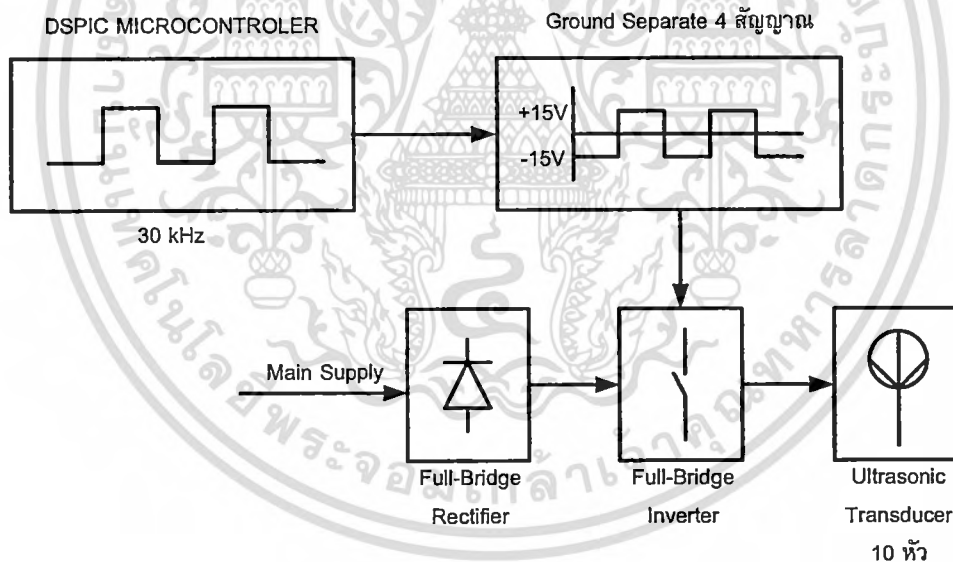 DSPIC MICROCONTROLER
Ground Separate 4 สัญญาณ
+15V
-15V
30 kHz
Main Supply
Full-Bridge
Rectifier
Full-Bridge
Inverter
Ultrasonic
Transducer
10 หัว